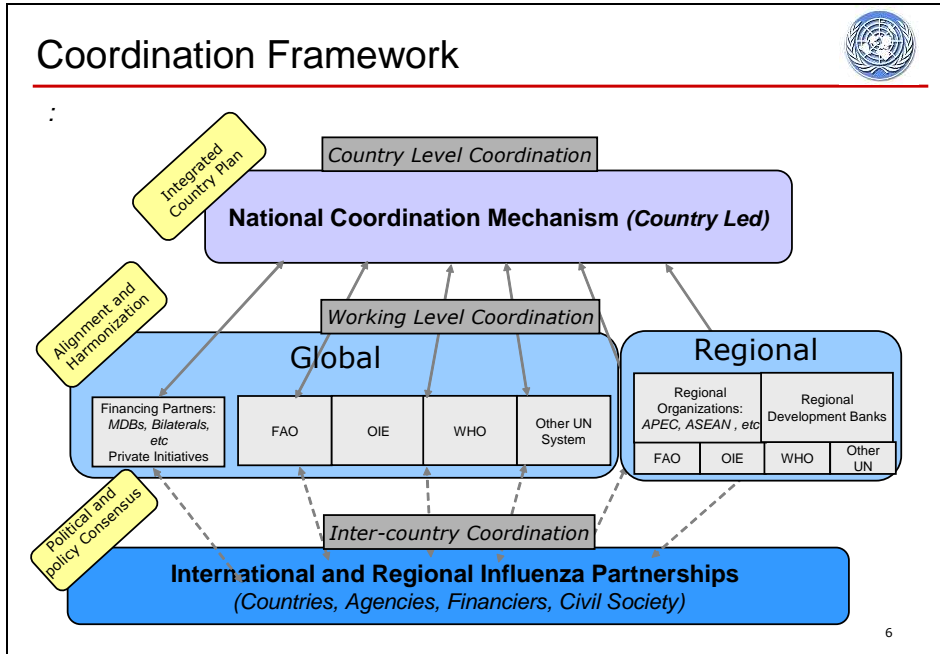 Coordination Framework
:
Integrated
Country Plan
Country Level Coordination
National Coordination Mechanism (Country Led)
Alignment and
Harmonization
Working Level Coordination
Global
Regional
Financing Partners:
MDBs, Bilaterals,
etc
Private Initiatives
FAO
OIE
WHO
Other UN
System
Regional
Organizations:
APEC, ASEAN , etc
Regional
Development Banks
FAO
OIE
WHO
Other
UN
Political and
policy Consensus
Inter-country Coordination
International and Regional Influenza Partnerships
(Countries, Agencies, Financiers, Civil Society)
6